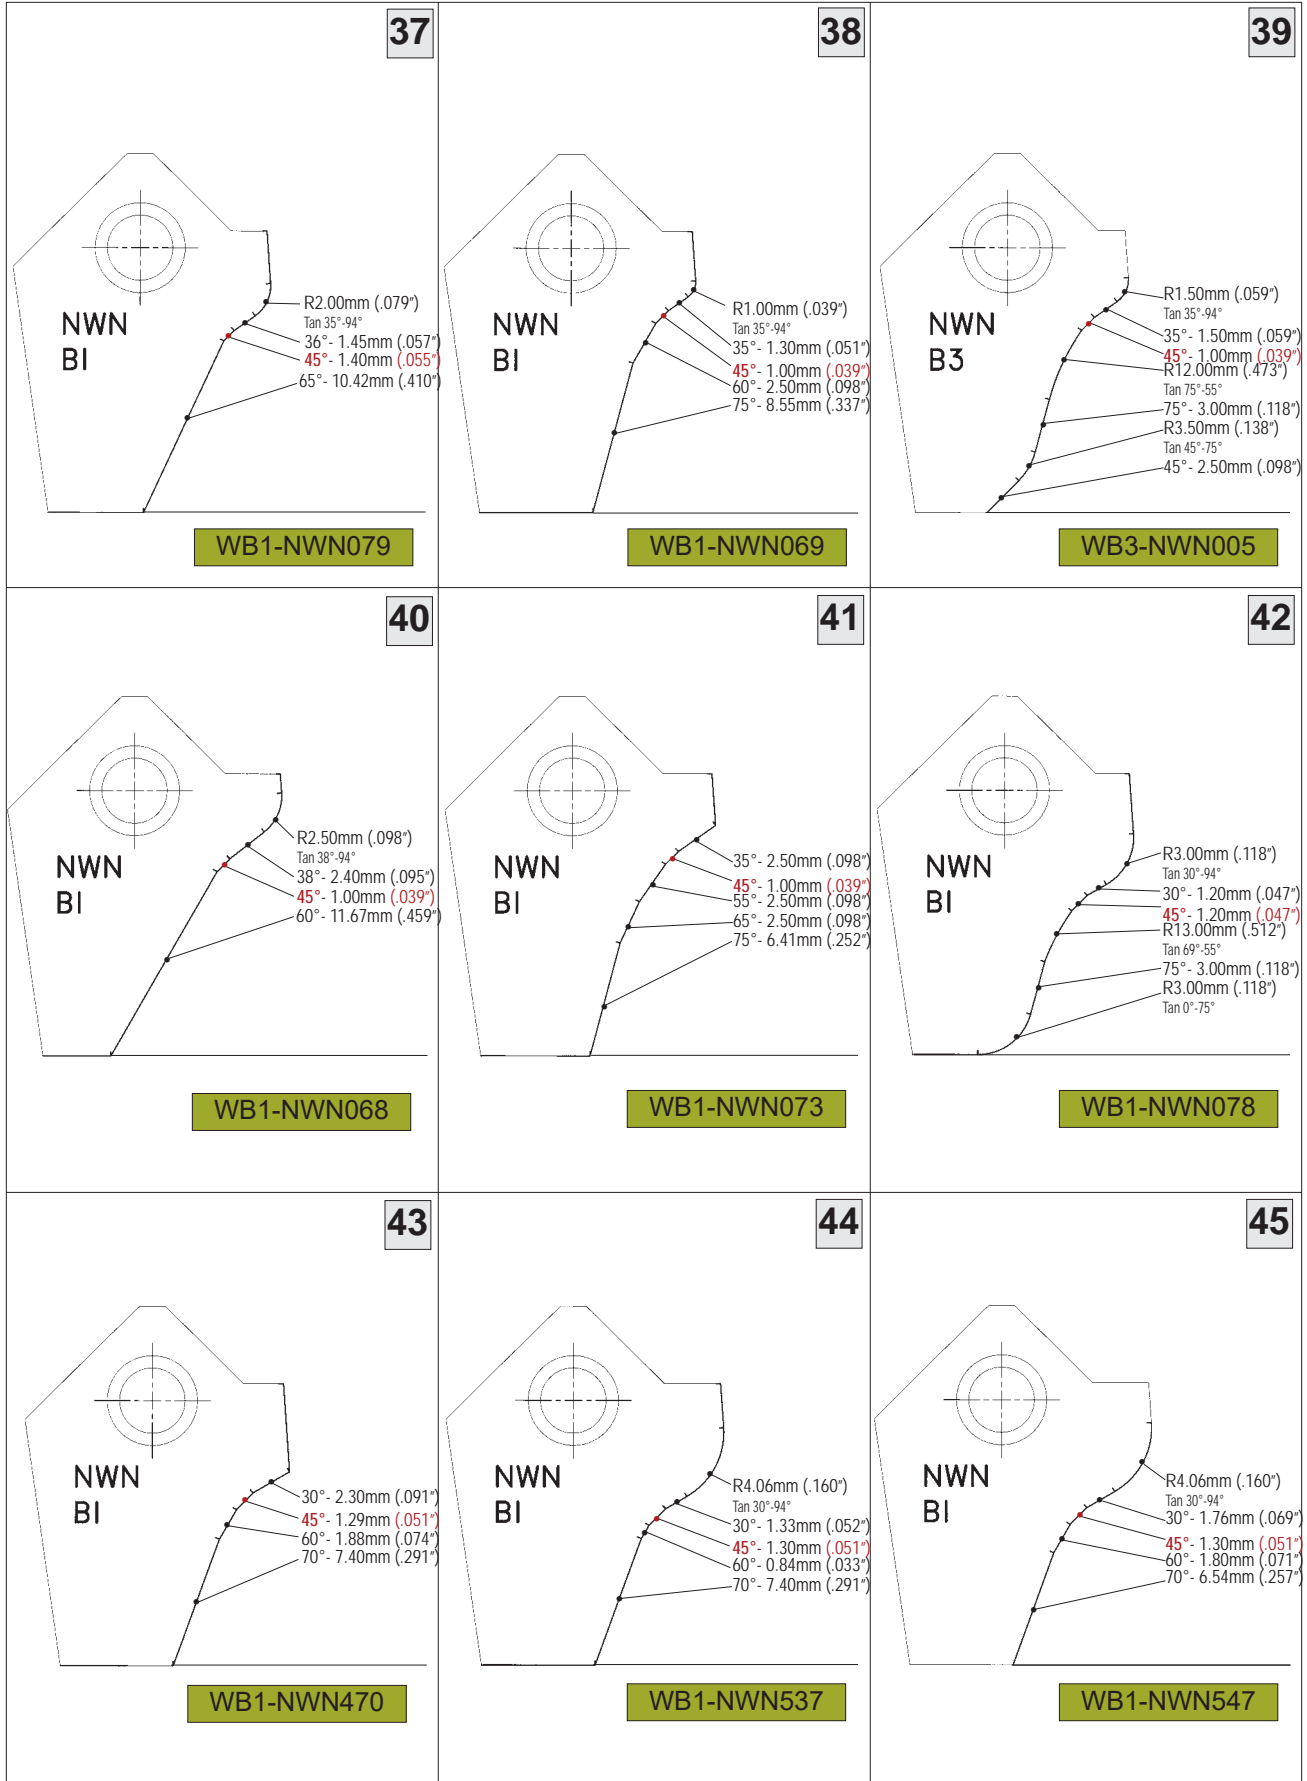 37
NWN
BI
R2.00mm (.079")
Tan 35°-94°
36°- 1.45mm (.057")
45°- 1.40mm (.055")
65°- 10.42mm (.410")
WB1-NWN079
38
NWN
BI
R1.00mm (.039")
Tan 35°-94°
35°- 1.30mm (.051")
45°- 1.00mm (.039")
60°- 2.50mm (.098")
75°- 8.55mm (.337")
WB1-NWN069
39
NWN
B3
R1.50mm (.059")
Tan 35°-94°
35°- 1.50mm (.059")
45°- 1.00mm (.039")
R12.00mm (.473")
Tan 75°-55°
75°- 3.00mm (.118")
R3.50mm (.138")
Tan 45°-75°
45°- 2.50mm (.098")
WB3-NWN005
40
NWN
BI
R2.50mm (.098")
Tan 38°-94°
38°- 2.40mm (.095")
45°- 1.00mm (.039")
60°- 11.67mm (.459")
WB1-NWN068
41
NWN
BI
35°- 2.50mm (.098")
45°- 1.00mm (.039")
55°- 2.50mm (.098")
65°- 2.50mm (.098")
75°- 6.41mm (.252")
WB1-NWN073
42
NWN
BI
R3.00mm (.118")
Tan 30°-94°
30°- 1.20mm (.047")
45°- 1.20mm (.047")
R13.00mm (.512")
Tan 69°-55°
75°- 3.00mm (.118")
R3.00mm (.118")
Tan 0°-75°
WB1-NWN078
43
NWN
BI
30°- 2.30mm (.091")
45°- 1.29mm (.051")
60°- 1.88mm (.074")
70°- 7.40mm (.291")
WB1-NWN470
44
NWN
BI
R4.06mm (.160")
Tan 30°-94°
30°- 1.33mm (.052")
45°- 1.30mm (.051")
60°- 0.84mm (.033")
70°- 7.40mm (.291")
WB1-NWN537
45
NWN
BI
R4.06mm (.160")
Tan 30°-94°
30°- 1.76mm (.069")
45°- 1.30mm (.051")
60°- 1.80mm (.071")
70°- 6.54mm (.257")
WB1-NWN547